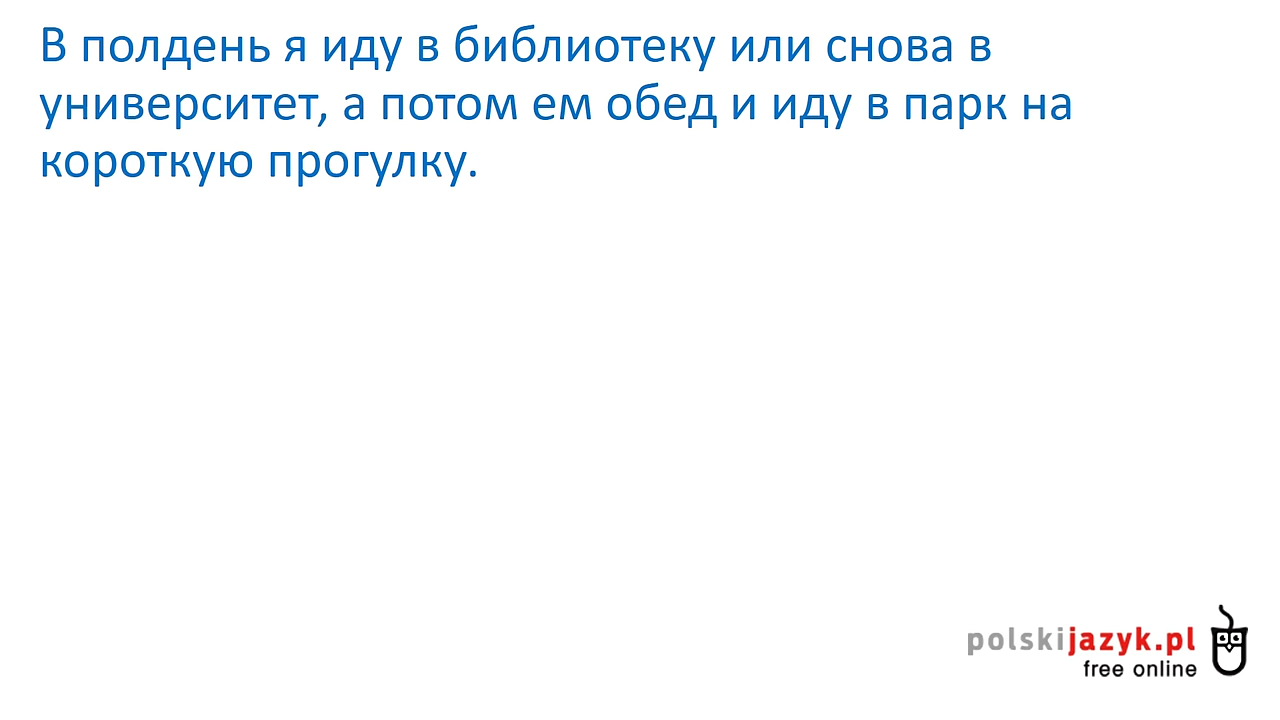 В полдень я иду в библиотеку или снова в
университет, а потом ем обед и иду в парк на
короткую прогулку.
polskijazyk.pl
free online